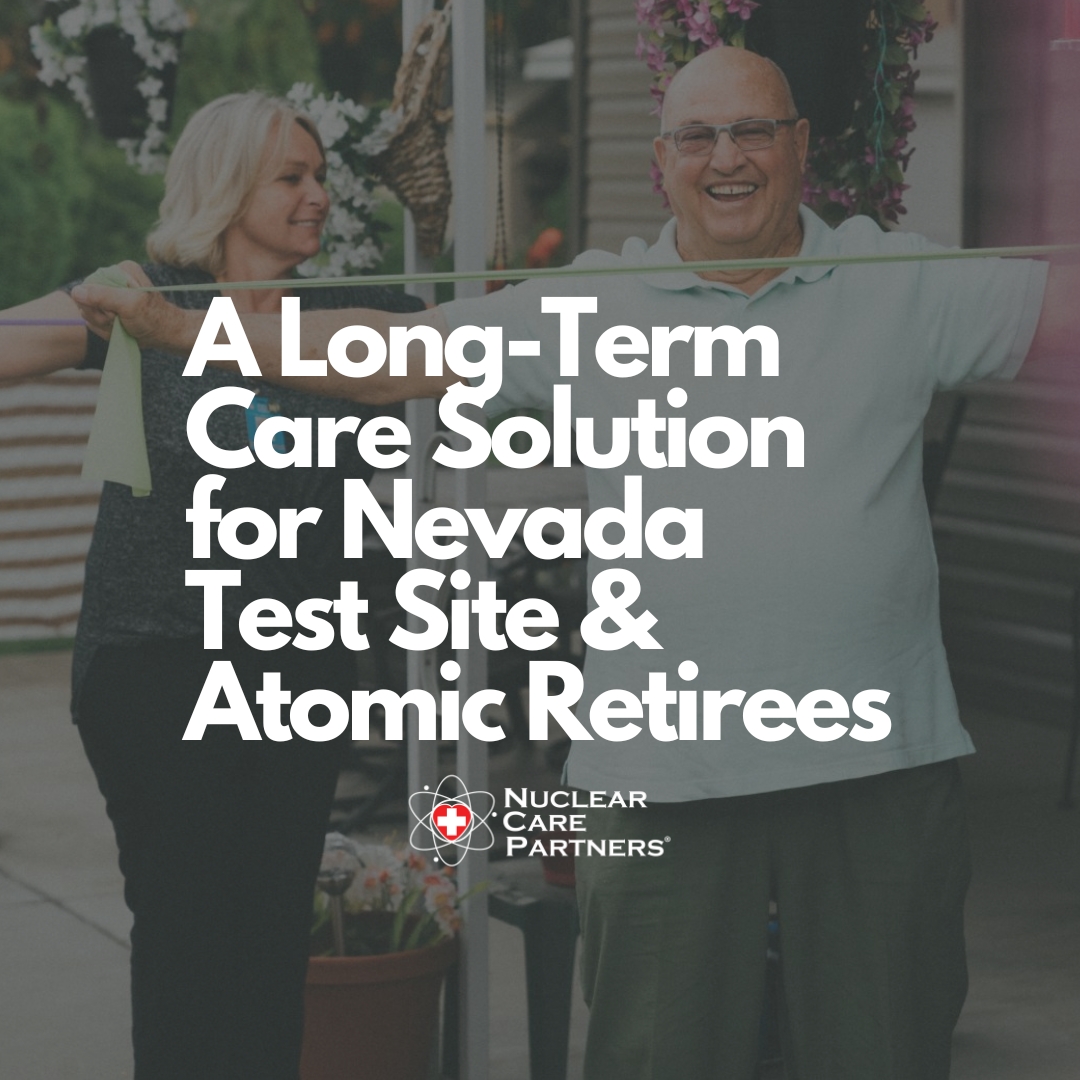 A Long-Term
Care Solution
for Nevada
Test Site &
Atomic Retirees
NUCLEAR
CARE
PARTNERS®